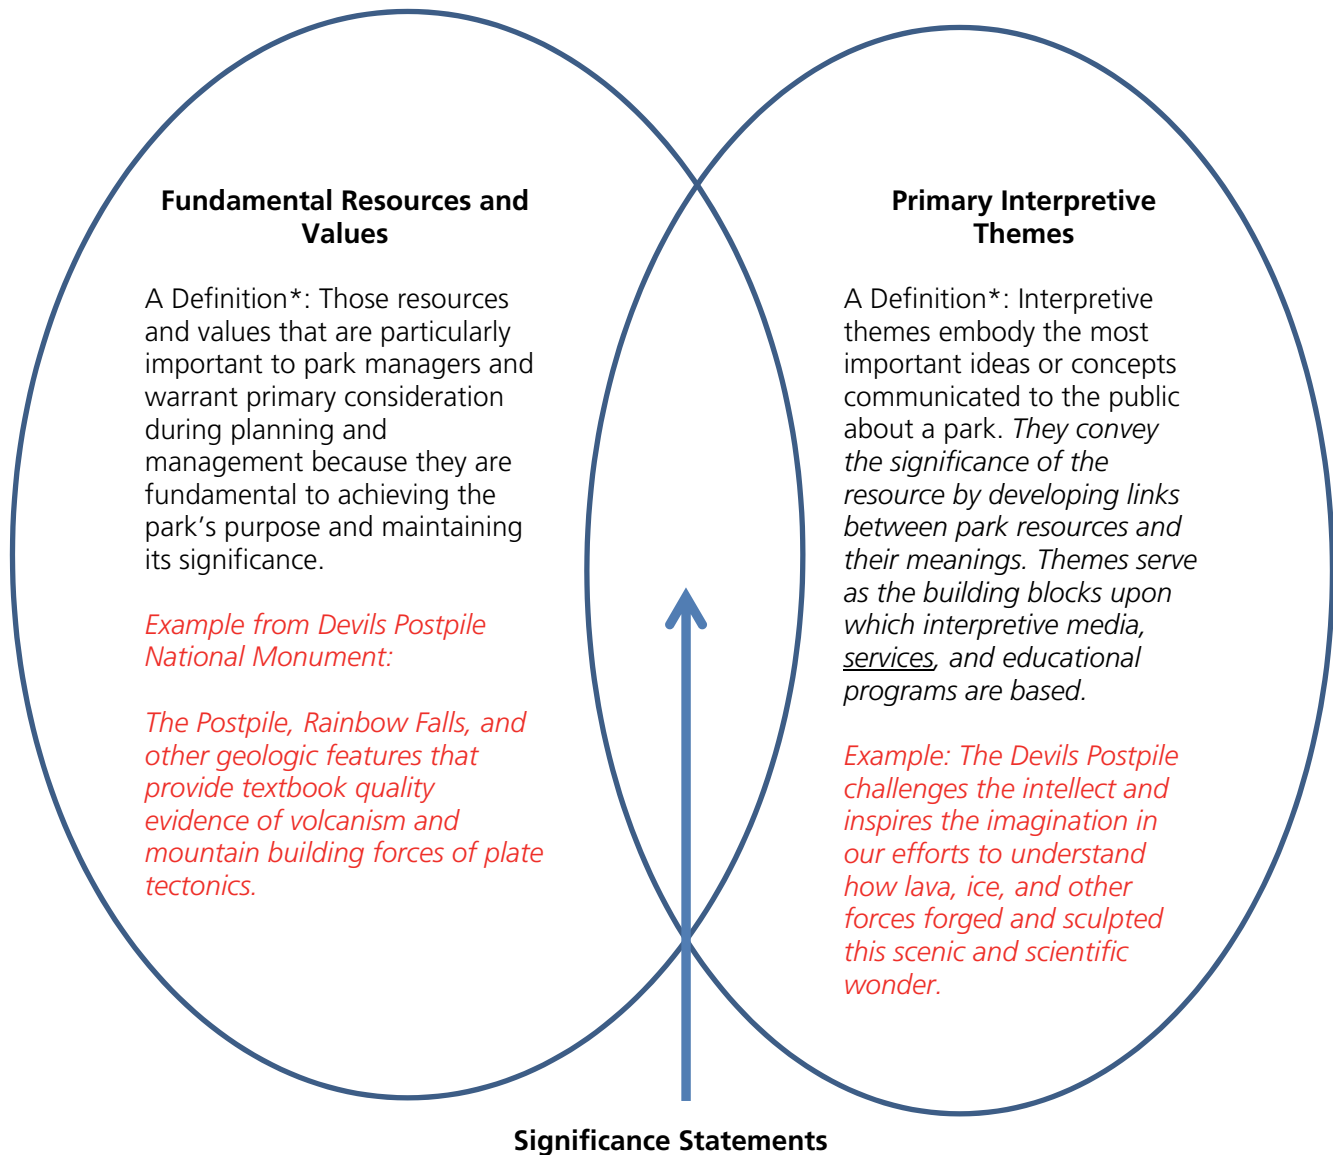 Fundamental Resources and
Values
A Definition*: Those resources
and values that are particularly
important to park managers and
warrant primary consideration
during planning and
management because they are
fundamental to achieving the
park’s purpose and maintaining
its significance.
Example from Devils Postpile
National Monument:
The Postpile, Rainbow Falls, and
other geologic features that
provide textbook quality
evidence of volcanism and
mountain building forces of plate
tectonics.
Primary Interpretive
Themes
A Definition*: Interpretive
themes embody the most
important ideas or concepts
communicated to the public
about a park. They convey
the significance of the
resource by developing links
between park resources and
their meanings. Themes serve
as the building blocks upon
which interpretive media,
services, and educational
programs are based.
Example: The Devils Postpile
challenges the intellect and
inspires the imagination in
our efforts to understand
how lava, ice, and other
forces forged and sculpted
this scenic and scientific
wonder.
Significance Statements